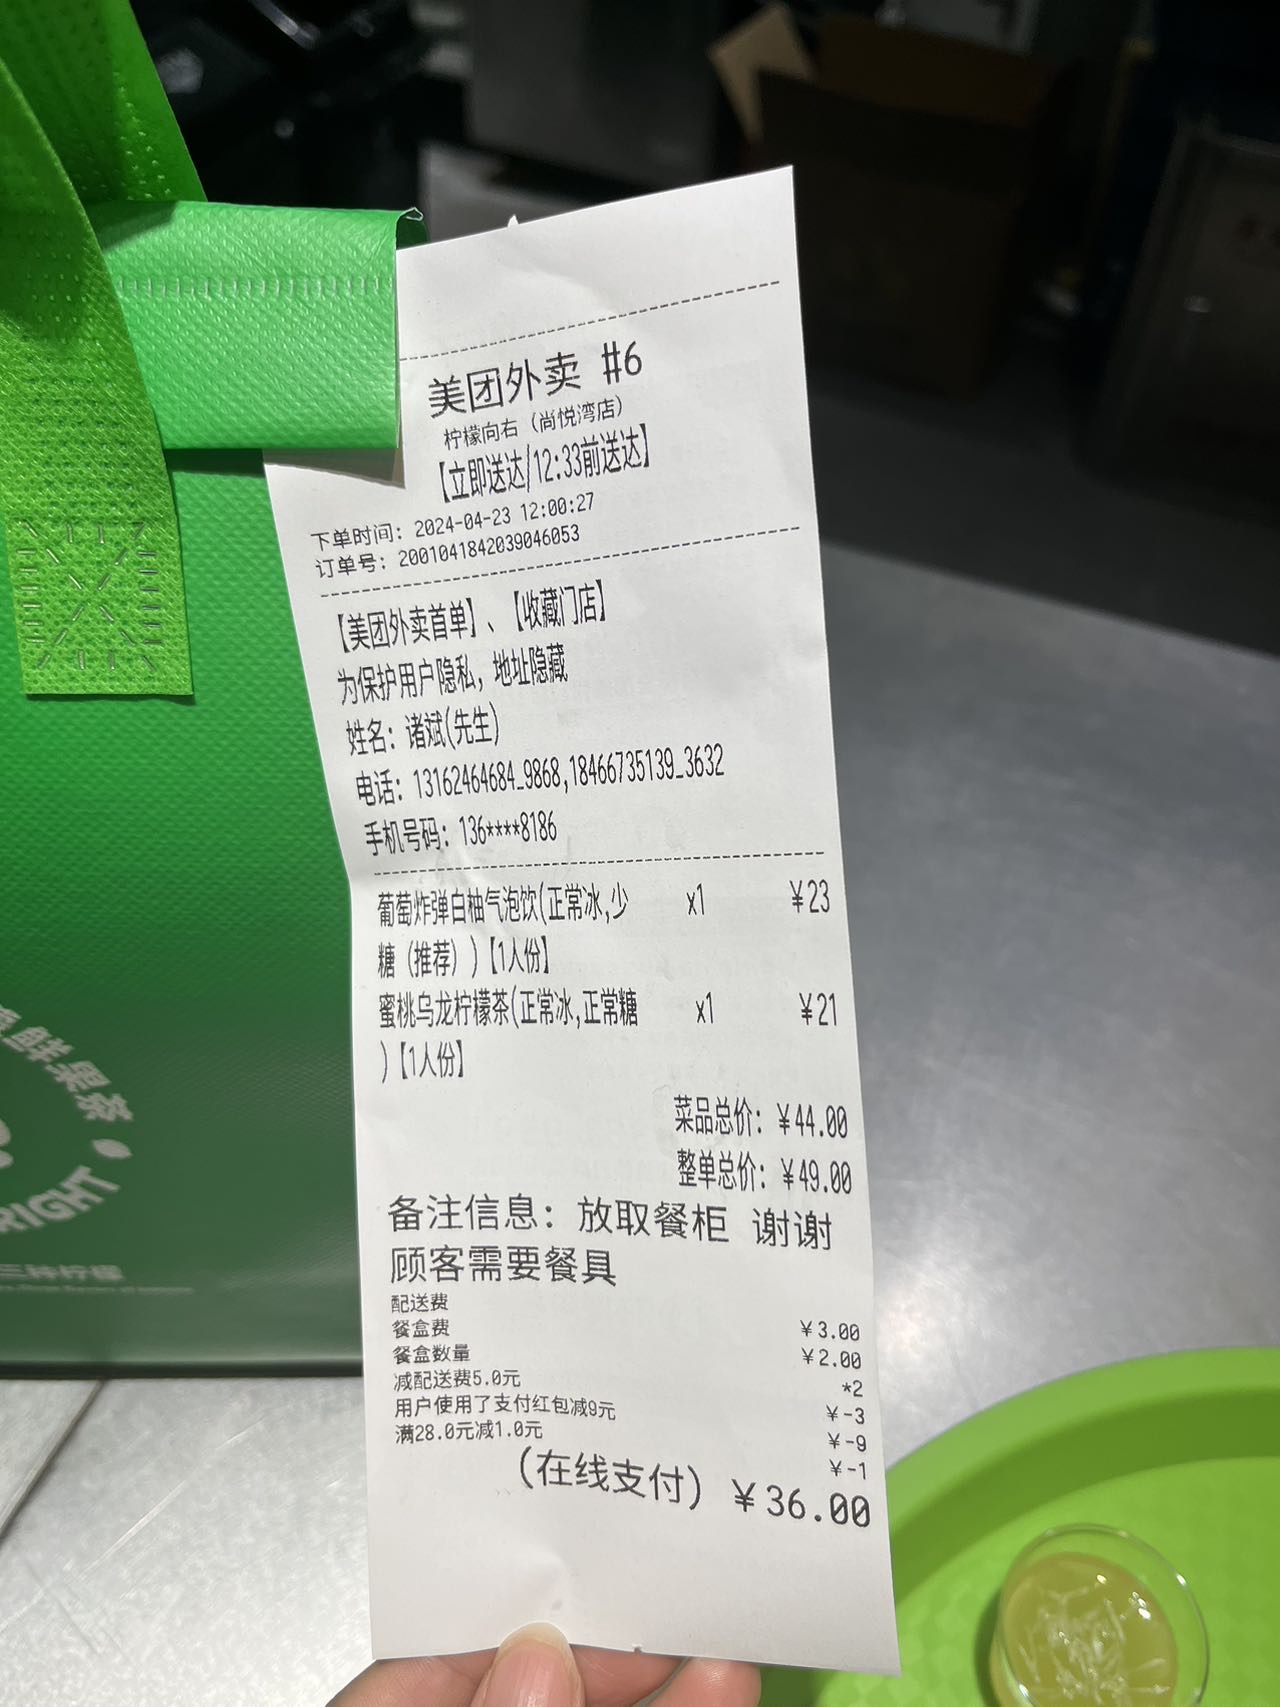 美团外卖 #6
柠檬向右（尚悦湾店）
【立即送达/12:33前送达】
下单时间：2024-04-23 12:00:27
订单号：2001041842039046053
【美团外卖首单】、【收藏门店】
为保护用户隐私，地址隐藏
姓名：诸斌(先生)
电话：13162464684_9868,18466735139_3632
手机号码：136****8186
葡萄炸弹白柚气泡饮(正常冰,少 x1 ￥23
糖（推荐）)【1人份】
蜜桃乌龙柠檬茶(正常冰,正常糖 x1 ￥21
)【1人份】
菜品总价：￥44.00
整单总价：￥49.00
备注信息：放取餐柜 谢谢
顾客需要餐具
配送费 ￥3.00
餐盒费 ￥2.00
餐盒数量 *2
减配送费5.0元 ￥-3
用户使用了支付红包减9元 ￥-9
满28.0元减1.0元 ￥-1
(在线支付) ￥36.00
鲜果茶
RIGHT